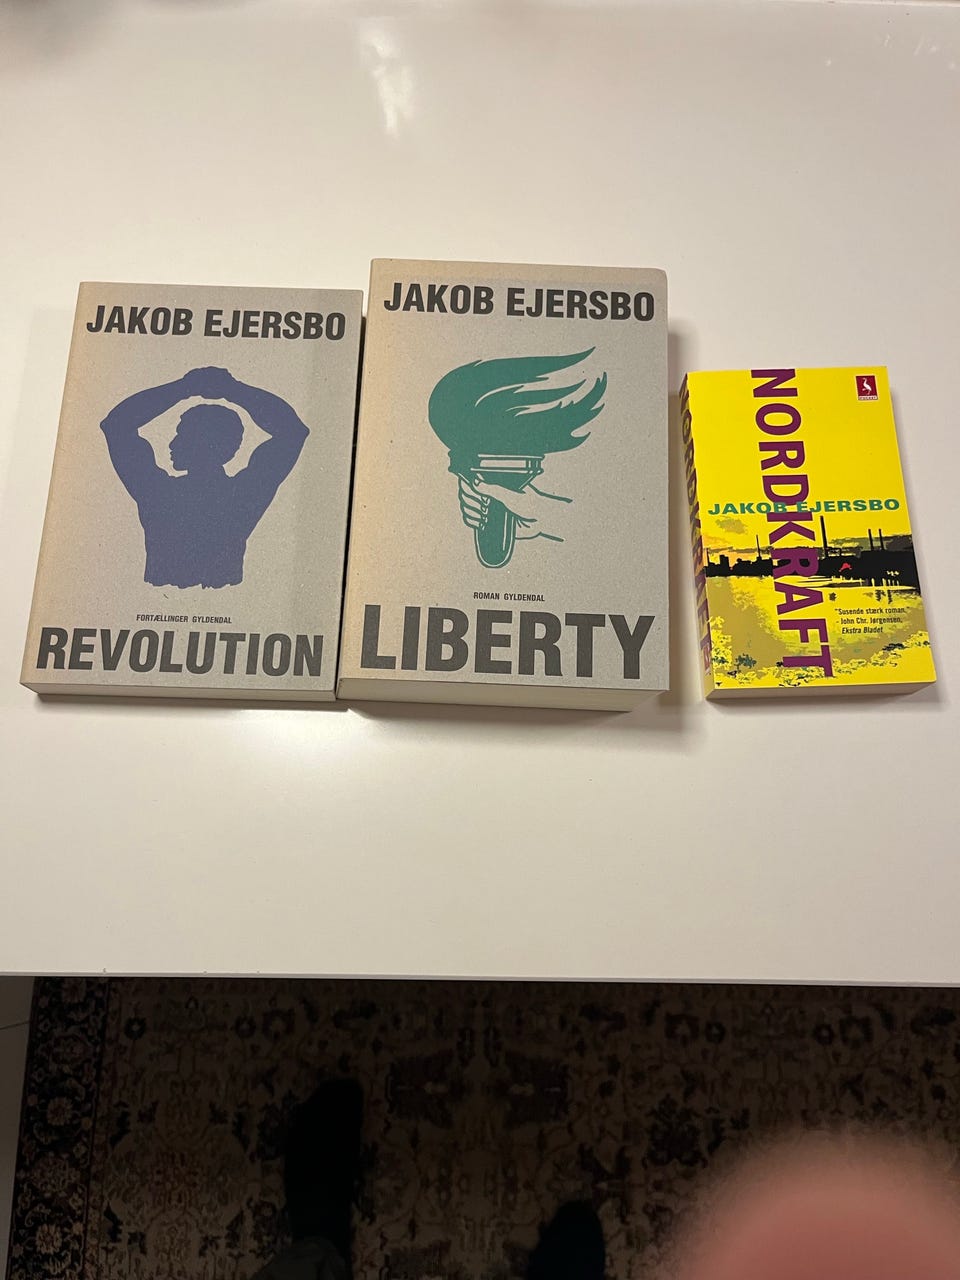 JAKOB EJERSBO
FORTÆLLINGER GYLDENDAL
REVOLUTION
JAKOB EJERSBO
ROMAN GYLDENDAL
LIBERTY
NORDKRAFT
JAKOB EJERSBO
"Susende stærk roman."
John Chr. Jørgensen,
Ekstra Bladet
NORDKRAFT